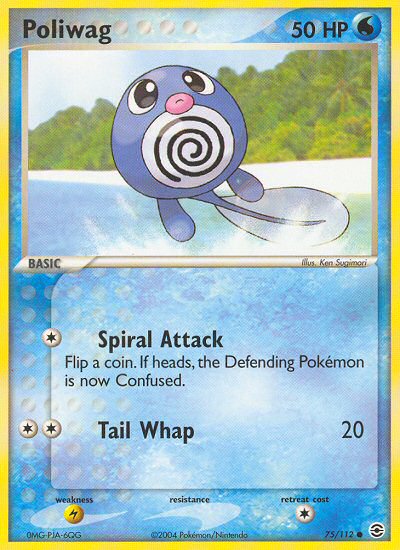 Poliwag 50 HP
BASIC
Illus. Ken Sugimori
Spiral Attack
Flip a coin. If heads, the Defending Pokémon
is now Confused.
Tail Whap 20
weakness resistance retreat cost
0MG-PJA-6QG ©2004 Pokémon/Nintendo 75/112